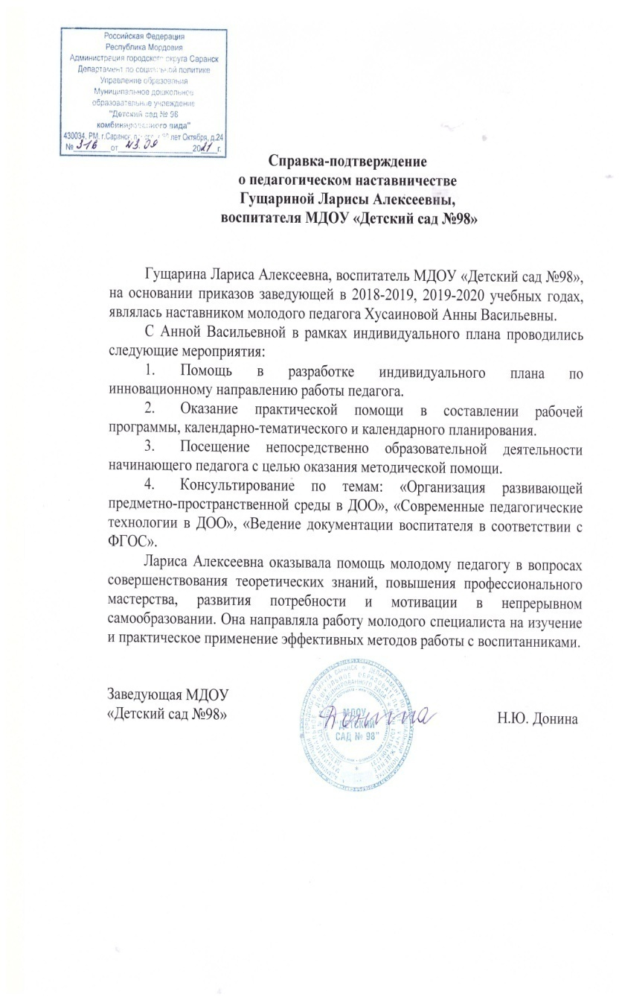 Российская Федерация
Республика Мордовия
Администрация городского округа Саранск
Департамент по социальной политике
Управление образования
Муниципальное дошкольное
образовательное учреждение
"Детский сад № 98
комбинированного вида"
430034, РМ, г.Саранск, лет Октября, д.24
№ 316 от 13.09 2021 г.
Справка-подтверждение
о педагогическом наставничестве
Гущариной Ларисы Алексеевны,
воспитателя МДОУ «Детский сад №98»
Гущарина Лариса Алексеевна, воспитатель МДОУ «Детский сад №98»,
на основании приказов заведующей в 2018-2019, 2019-2020 учебных годах,
являлась наставником молодого педагога Хусаиновой Анны Васильевны.
С Анной Васильевной в рамках индивидуального плана проводились
следующие мероприятия:
1. Помощь в разработке индивидуального плана по
инновационному направлению работы педагога.
2. Оказание практической помощи в составлении рабочей
программы, календарно-тематического и календарного планирования.
3. Посещение непосредственно образовательной деятельности
начинающего педагога с целью оказания методической помощи.
4. Консультирование по темам: «Организация развивающей
предметно-пространственной среды в ДОО», «Современные педагогические
технологии в ДОО», «Ведение документации воспитателя в соответствии с
ФГОС».
Лариса Алексеевна оказывала помощь молодому педагогу в вопросах
совершенствования теоретических знаний, повышения профессионального
мастерства, развития потребности и мотивации в непрерывном
самообразовании. Она направляла работу молодого специалиста на изучение
и практическое применение эффективных методов работы с воспитанниками.
Заведующая МДОУ
«Детский сад №98»
МДОУ
"ДЕТСКИЙ
САД № 98"
Донина
Н.Ю. Донина